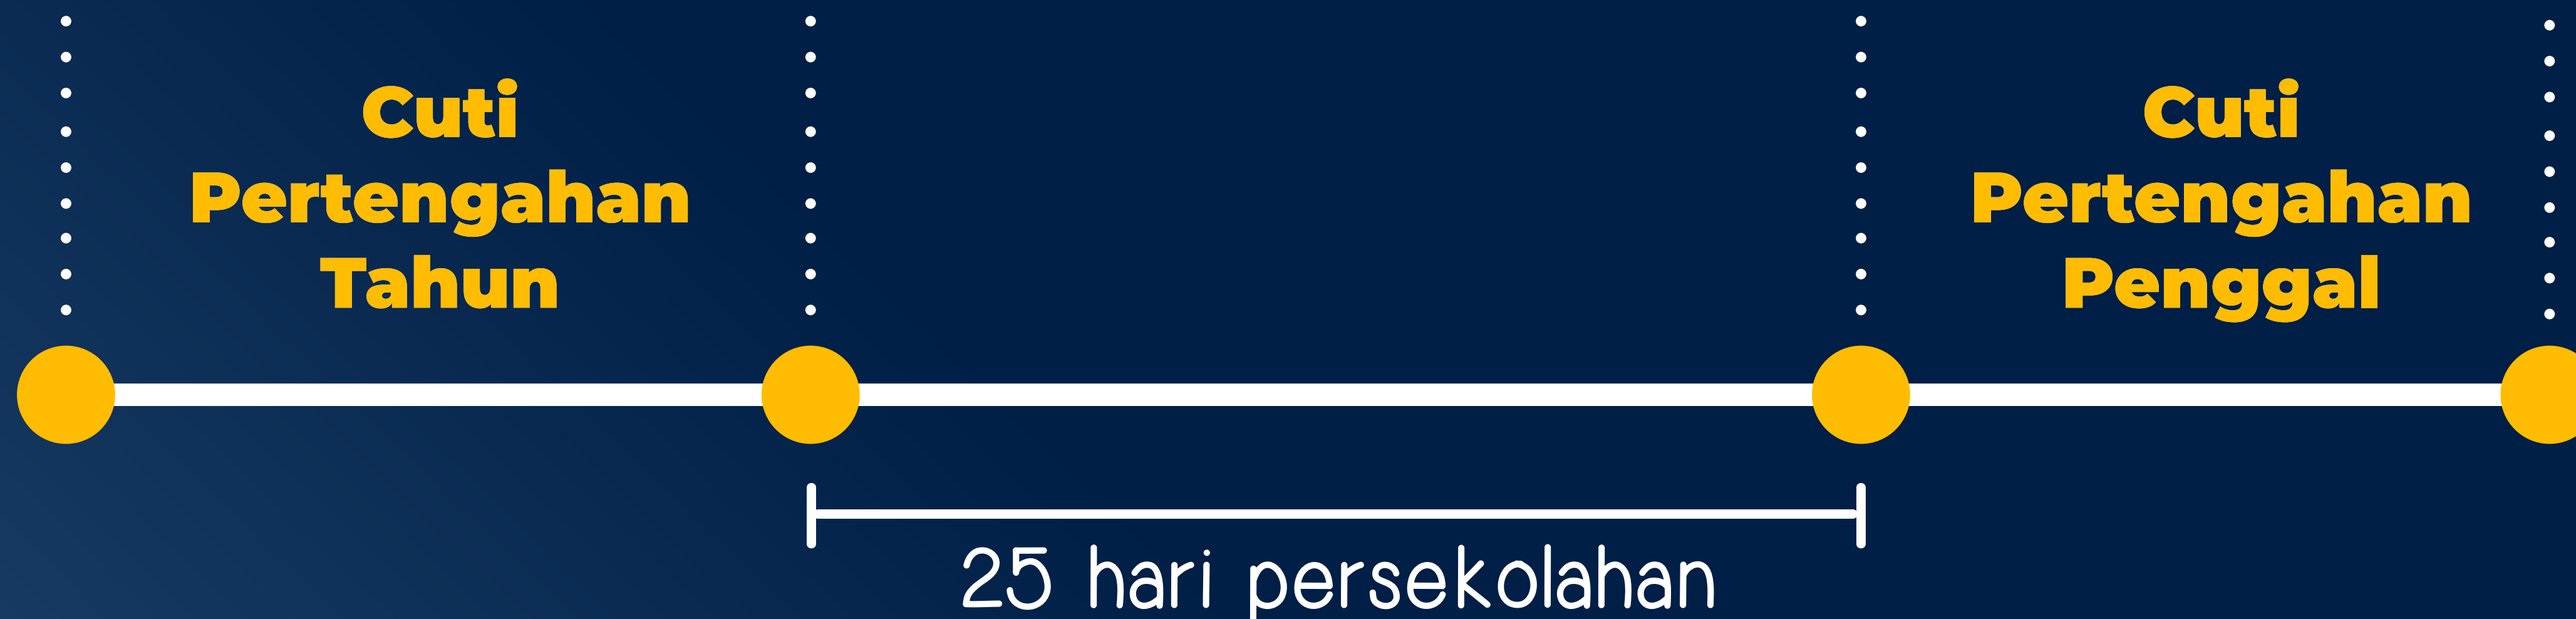 Cuti
Pertengahan
Tahun
Cuti
Pertengahan
Penggal
25 hari persekolahan